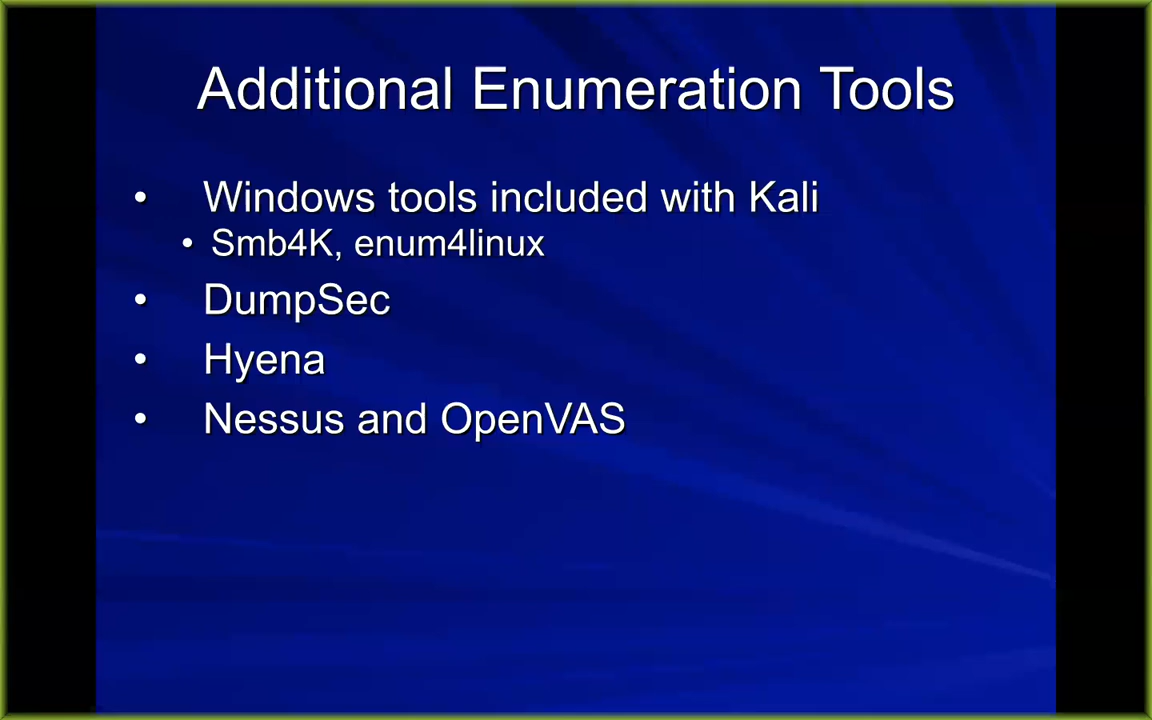 Additional Enumeration Tools
• Windows tools included with Kali
• Smb4K, enum4linux
• DumpSec
• Hyena
• Nessus and OpenVAS